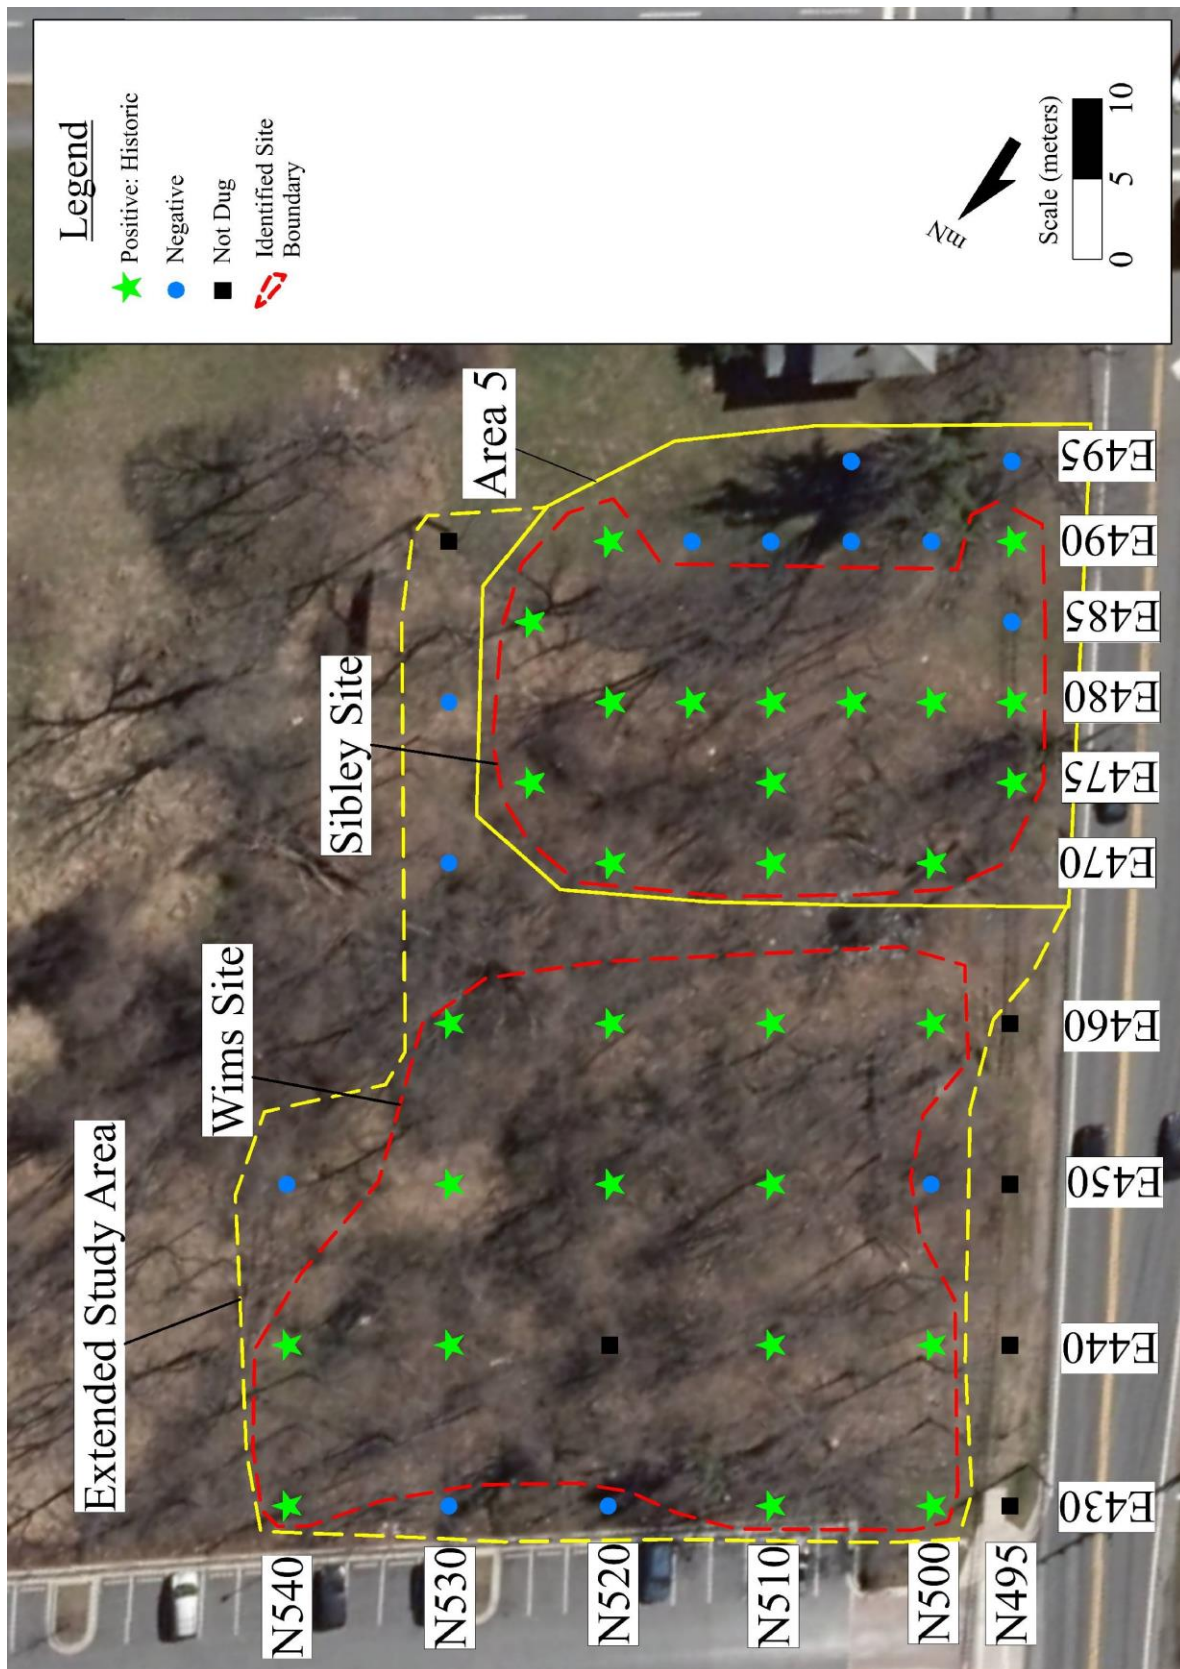 Legend
Positive: Historic
Negative
Not Dug
Identified Site
Boundary
mN
Scale (meters)
0
5
10
Area 5
Sibley Site
Wims Site
Extended Study Area
N540
N530
N520
N510
N500
N495
E430
E440
E450
E460
E470
E475
E480
E485
E490
E495